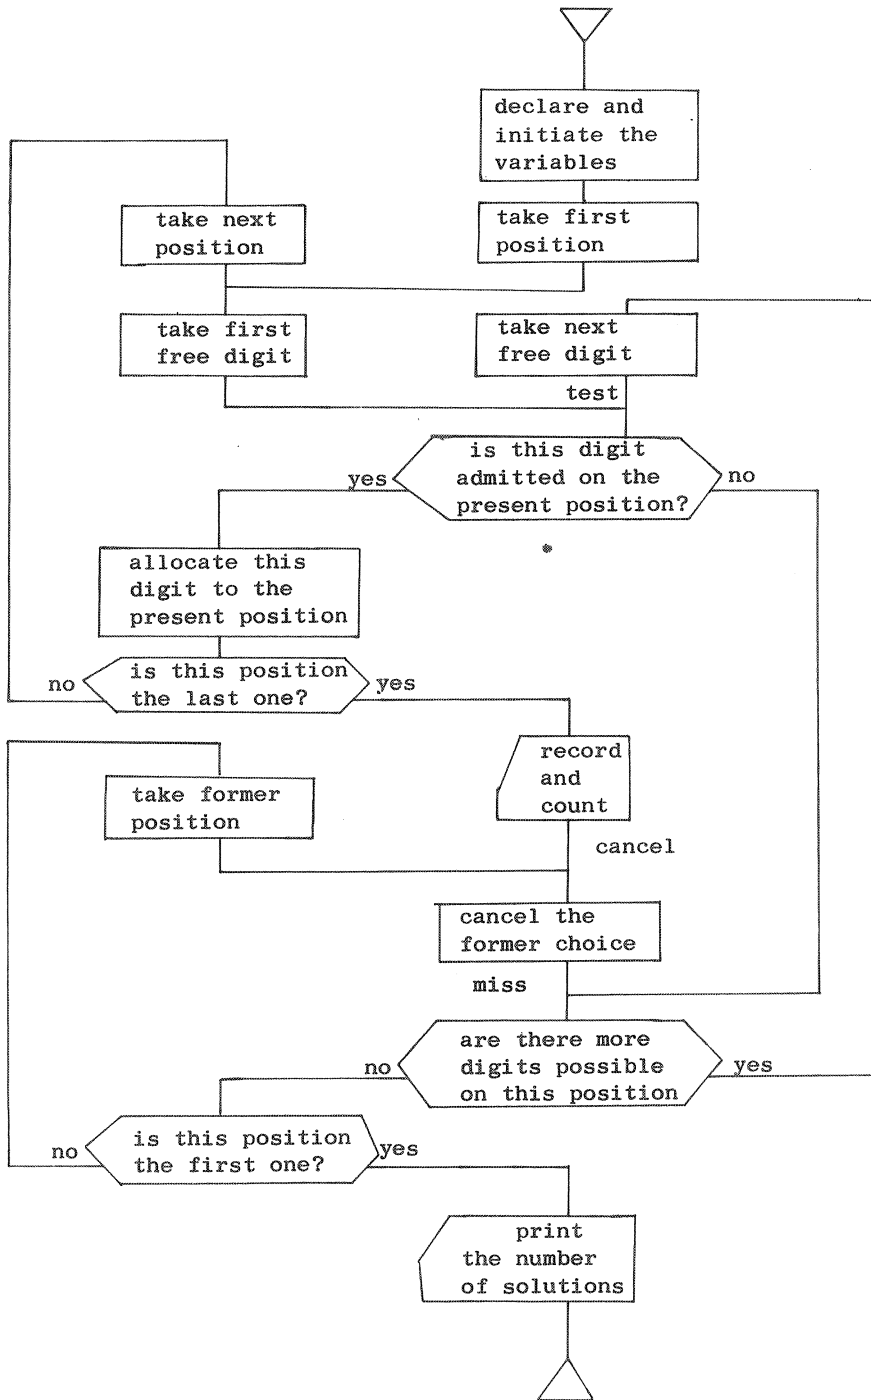 declare and
initiate the
variables
take next
position
take first
position
take first
free digit
take next
free digit
test
is this digit
admitted on the
present position?
yes
no
allocate this
digit to the
present position
is this position
the last one?
no
yes
record
and
count
take former
position
cancel
cancel the
former choice
miss
are there more
digits possible
on this position
no
yes
is this position
the first one?
no
yes
print
the number
of solutions